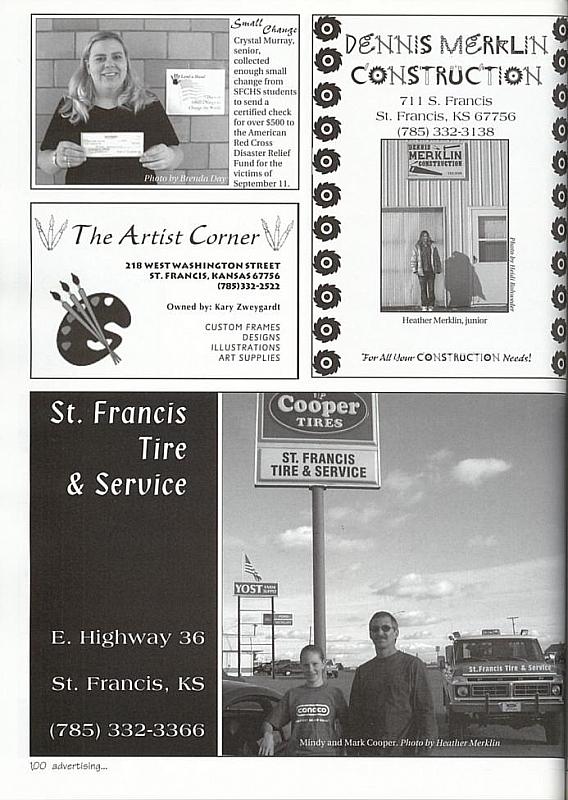 Small
Change
Crystal Murray,
senior,
collected
enough small
change from
SFCHS students
to send a
certified check
for over $500 to
the American
Red Cross
Disaster Relief
Fund for the
victims of
September 11.
Photo by Brenda Day
DENNIS MERKLIN
CONSTRUCTION
711 S. Francis
St. Francis, KS 67756
(785) 332-3138
DENNIS
MERKLIN
CONSTRUCTION
Photo by Heidi Rohweder
Heather Merklin, junior
For All Your CONSTRUCTION Needs!
The Artist Corner
218 WEST WASHINGTON STREET
ST. FRANCIS, KANSAS 67756
(785)332-2522
Owned by: Kary Zweygardt
CUSTOM FRAMES
DESIGNS
ILLUSTRATIONS
ART SUPPLIES
St. Francis
Tire
& Service
E. Highway 36
St. Francis, KS
(785) 332-3366
Cooper
TIRES
ST. FRANCIS
TIRE & SERVICE
YOST
St. Francis Tire & Service
conoco
Mindy and Mark Cooper. Photo by Heather Merklin
100 advertising...